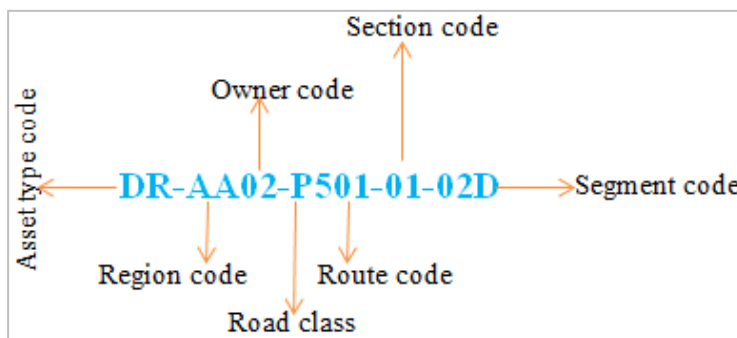 Section code
Owner code
Asset type code
DR-AA02-P501-01-02D
Segment code
Region code
Route code
Road class